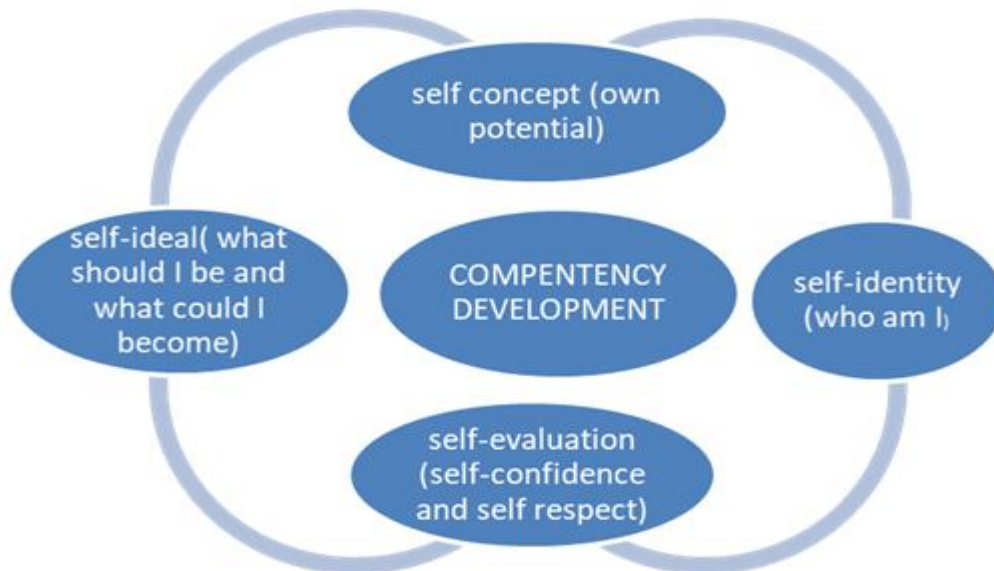 self concept (own
potential)
self-ideal( what
should I be and
what could I
become)
COMPENTENCY
DEVELOPMENT
self-identity
(who am I)
self-evaluation
(self-confidence
and self respect)